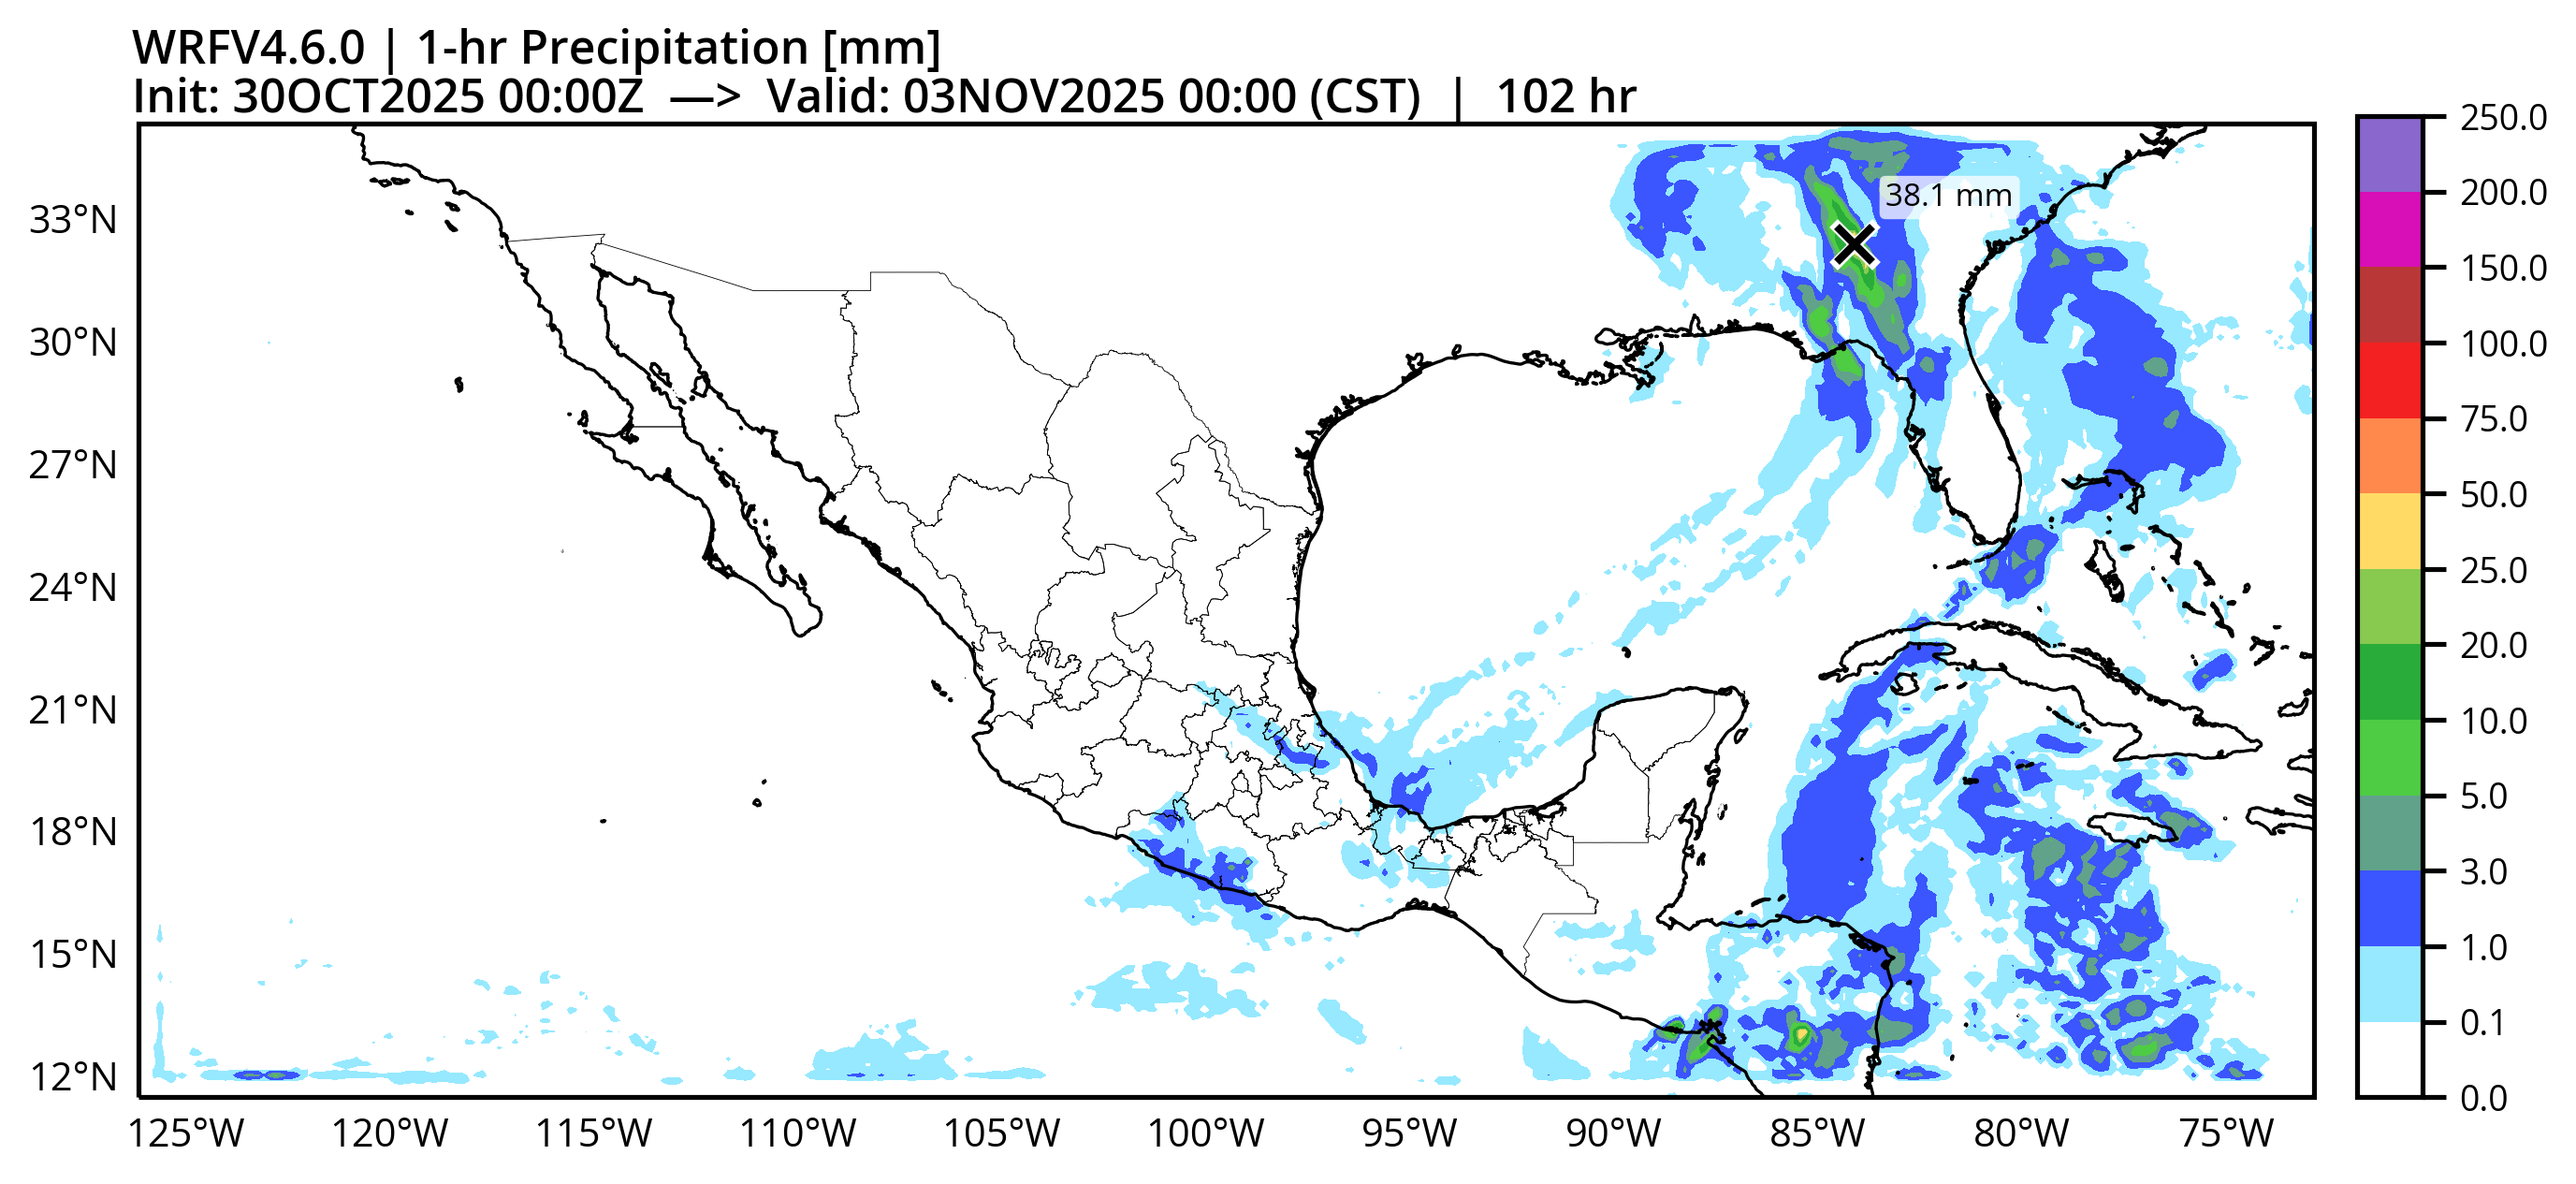 WRFV4.6.0 | 1-hr Precipitation [mm]
Init: 30OCT2025 00:00Z —> Valid: 03NOV2025 00:00 (CST) | 102 hr
38.1 mm
33°N
30°N
27°N
24°N
21°N
18°N
15°N
12°N
125°W 120°W 115°W 110°W 105°W 100°W 95°W 90°W 85°W 80°W 75°W
250.0
200.0
150.0
100.0
75.0
50.0
25.0
20.0
10.0
5.0
3.0
1.0
0.1
0.0